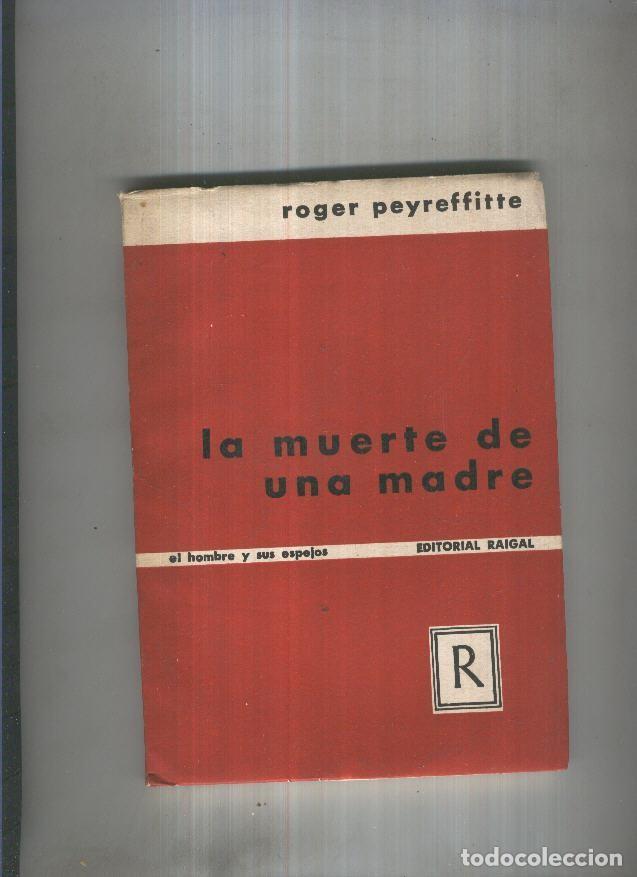 roger peyreffitte
la muerte de
una madre
el hombre y sus espejos EDITORIAL RAIGAL
R
todocoleccion